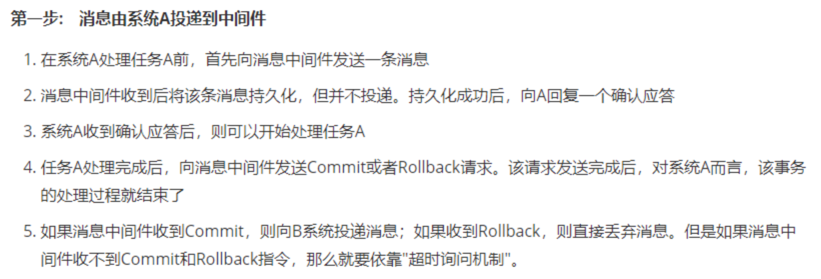 第一步： 消息由系统A投递到中间件
1. 在系统A处理任务A前，首先向消息中间件发送一条消息
2. 消息中间件收到后将该条消息持久化，但并不投递。持久化成功后，向A回复一个确认应答
3. 系统A收到确认应答后，则可以开始处理任务A
4. 任务A处理完成后，向消息中间件发送Commit或者Rollback请求。该请求发送完成后，对系统A而言，该事务
的处理过程就结束了
5. 如果消息中间件收到Commit，则向B系统投递消息；如果收到Rollback，则直接丢弃消息。但是如果消息中
间件收不到Commit和Rollback指令，那么就要依靠"超时询问机制"。